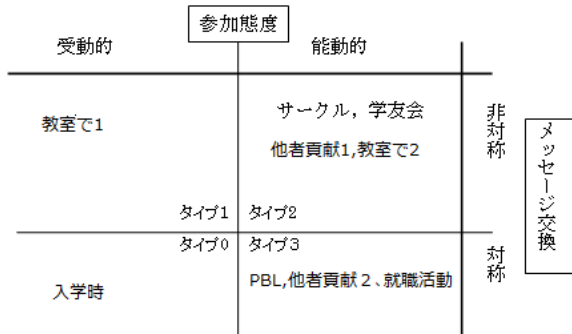 参加態度
受動的
能動的
教室で1
サークル，学友会
他者貢献1,教室で2
非対称
メッセージ交換
タイプ1
タイプ2
タイプ0
タイプ3
入学時
PBL,他者貢献２、就職活動
対称